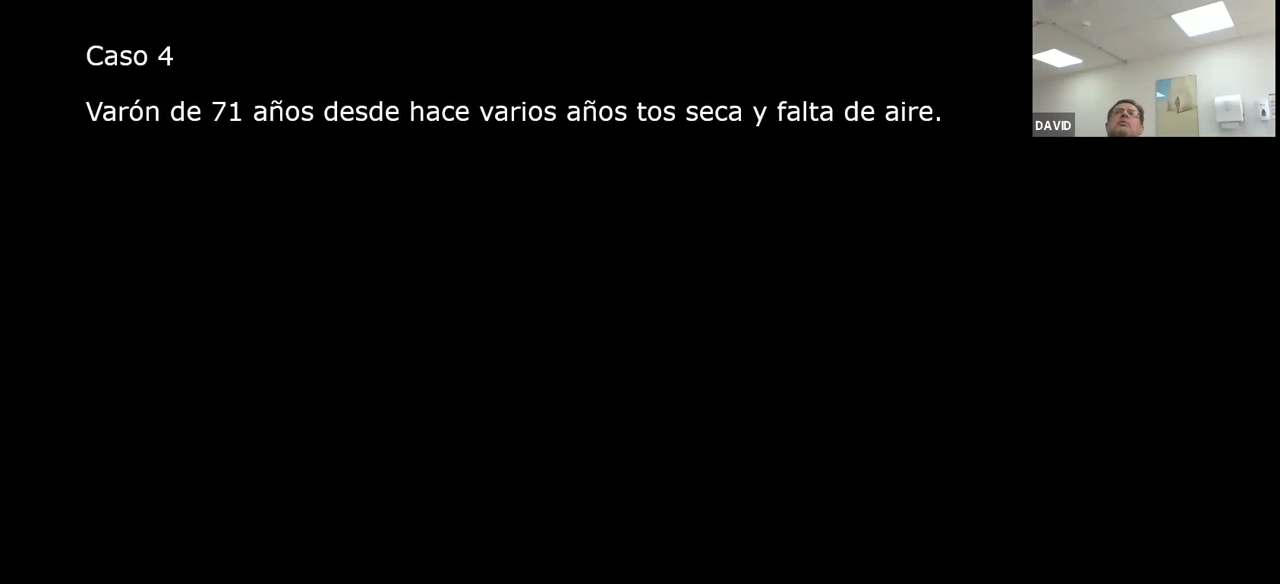 Caso 4
Varón de 71 años desde hace varios años tos seca y falta de aire.
DAVID